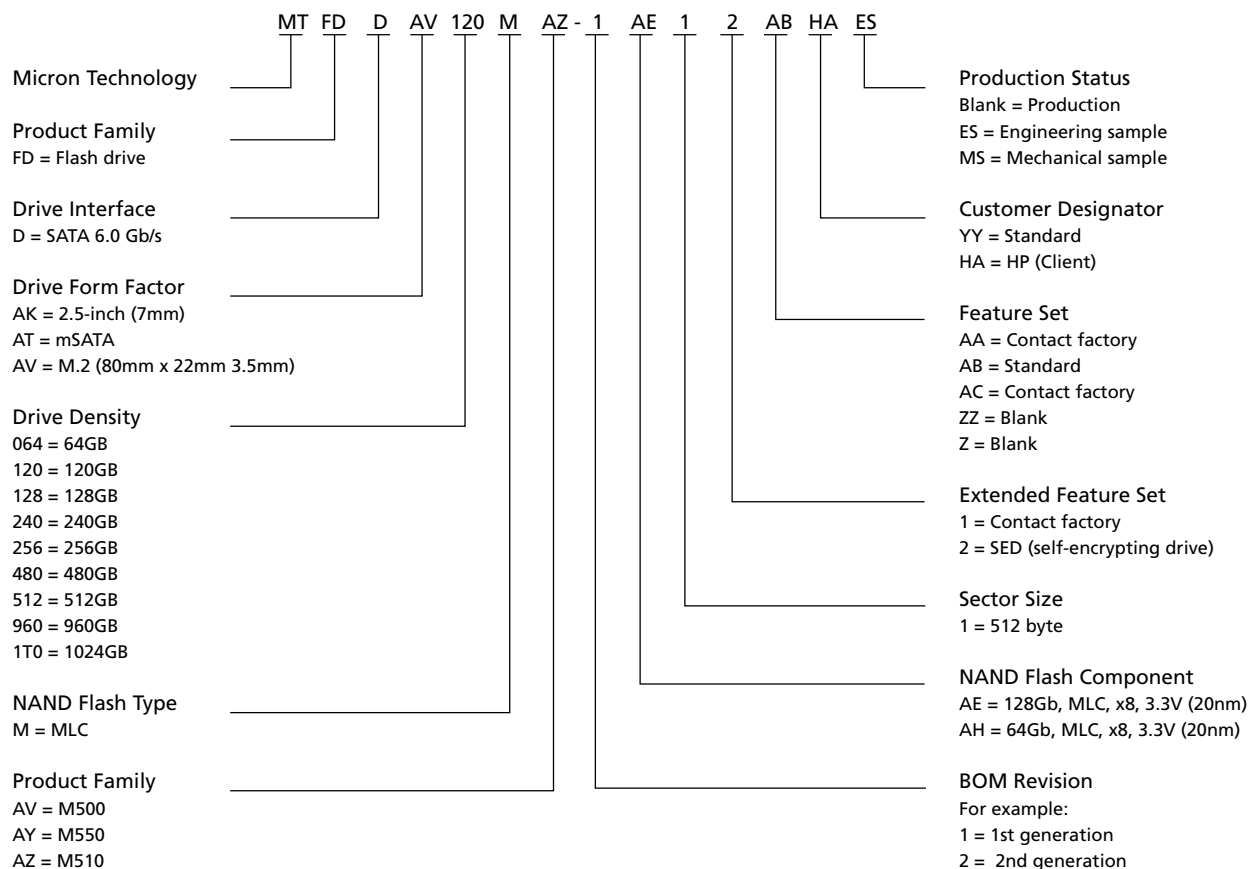 MT FD D AV 120 M AZ - 1 AE 1 2 AB HA ES
Micron Technology
Product Family
FD = Flash drive
Drive Interface
D = SATA 6.0 Gb/s
Drive Form Factor
AK = 2.5-inch (7mm)
AT = mSATA
AV = M.2 (80mm x 22mm 3.5mm)
Drive Density
064 = 64GB
120 = 120GB
128 = 128GB
240 = 240GB
256 = 256GB
480 = 480GB
512 = 512GB
960 = 960GB
1T0 = 1024GB
NAND Flash Type
M = MLC
Product Family
AV = M500
AY = M550
AZ = M510
Production Status
Blank = Production
ES = Engineering sample
MS = Mechanical sample
Customer Designator
YY = Standard
HA = HP (Client)
Feature Set
AA = Contact factory
AB = Standard
AC = Contact factory
ZZ = Blank
Z = Blank
Extended Feature Set
1 = Contact factory
2 = SED (self-encrypting drive)
Sector Size
1 = 512 byte
NAND Flash Component
AE = 128Gb, MLC, x8, 3.3V (20nm)
AH = 64Gb, MLC, x8, 3.3V (20nm)
BOM Revision
For example:
1 = 1st generation
2 = 2nd generation